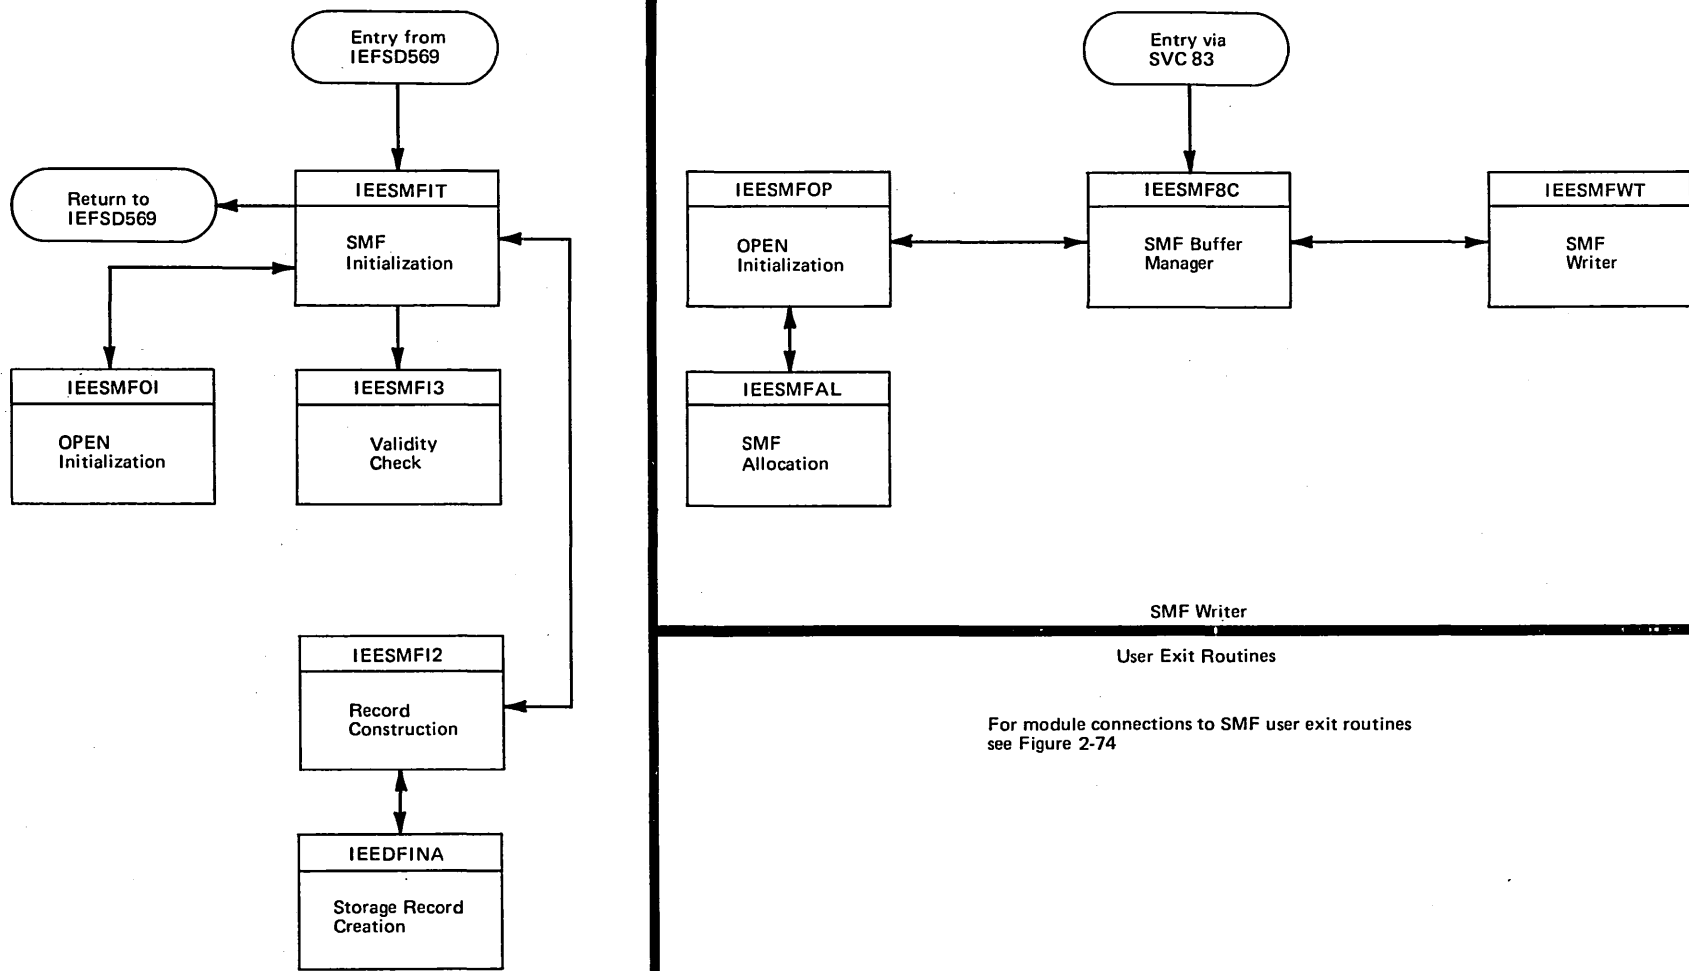 Entry from
IEFSD569
Return to
IEFSD569
IEESMFIT
SMF
Initialization
IEESMFOI
OPEN
Initialization
IEESMFI3
Validity
Check
IEESMFI2
Record
Construction
IEEDFINA
Storage Record
Creation
Entry via
SVC 83
IEESMFOP
OPEN
Initialization
IEESMF8C
SMF Buffer
Manager
IEESMFWT
SMF
Writer
IEESMFAL
SMF
Allocation
SMF Writer
User Exit Routines
For module connections to SMF user exit routines
see Figure 2-74